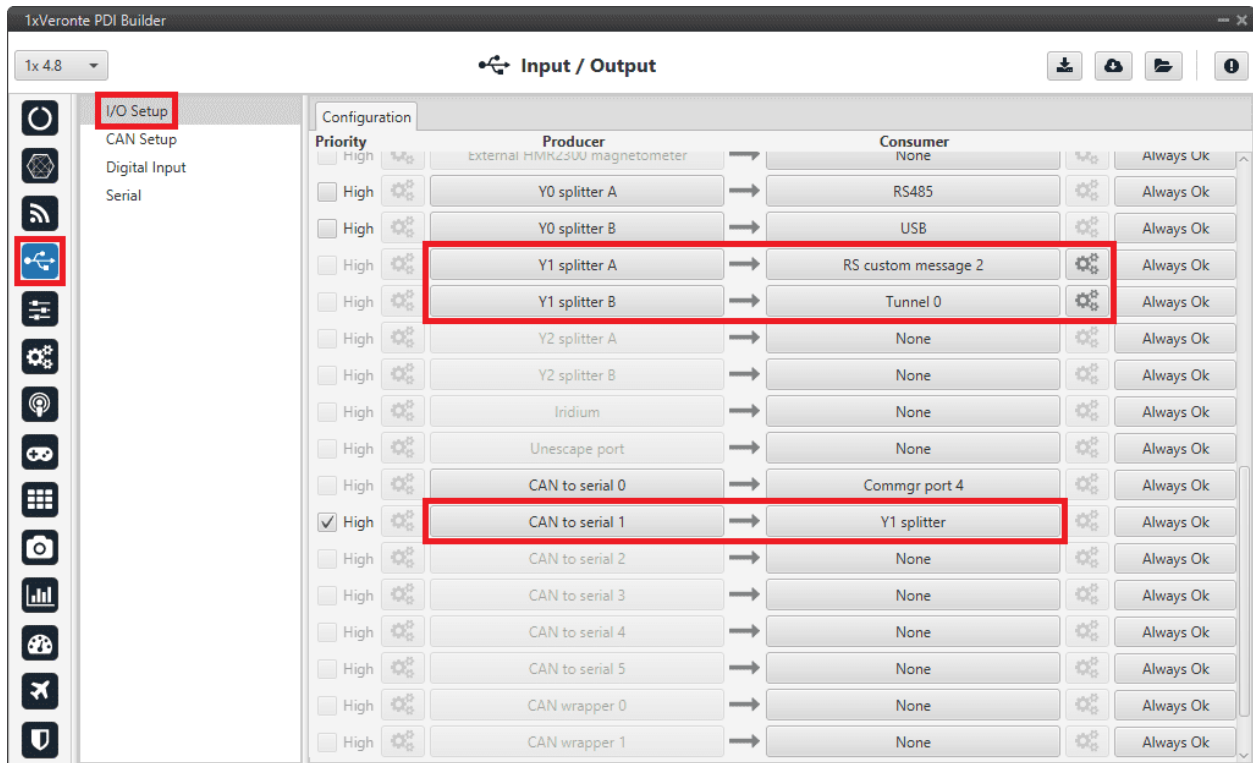 1xVeronte PDI Builder
1x 4.8 Input / Output
I/O Setup
CAN Setup
Digital Input
Serial
Configuration
Priority Producer Consumer
High External HMR2300 magnetometer None Always Ok
High Y0 splitter A RS485 Always Ok
High Y0 splitter B USB Always Ok
High Y1 splitter A RS custom message 2 Always Ok
High Y1 splitter B Tunnel 0 Always Ok
High Y2 splitter A None Always Ok
High Y2 splitter B None Always Ok
High Iridium None Always Ok
High Unescape port None Always Ok
High CAN to serial 0 Commgr port 4 Always Ok
High CAN to serial 1 Y1 splitter Always Ok
High CAN to serial 2 None Always Ok
High CAN to serial 3 None Always Ok
High CAN to serial 4 None Always Ok
High CAN to serial 5 None Always Ok
High CAN wrapper 0 None Always Ok
High CAN wrapper 1 None Always Ok